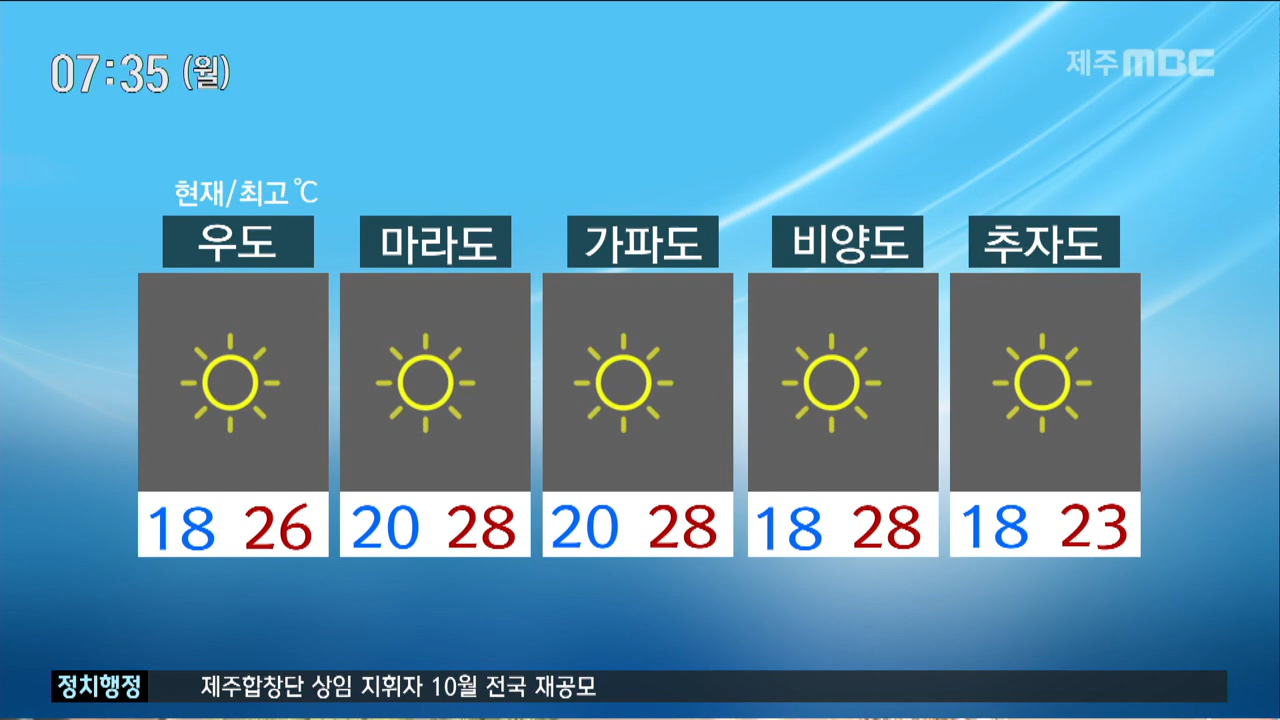 07:35 (월)
제주MBC
현재/최고℃
우도 마라도 가파도 비양도 추자도
18 26 20 28 20 28 18 28 18 23
정치행정 제주합창단 상임 지휘자 10월 전국 재공모